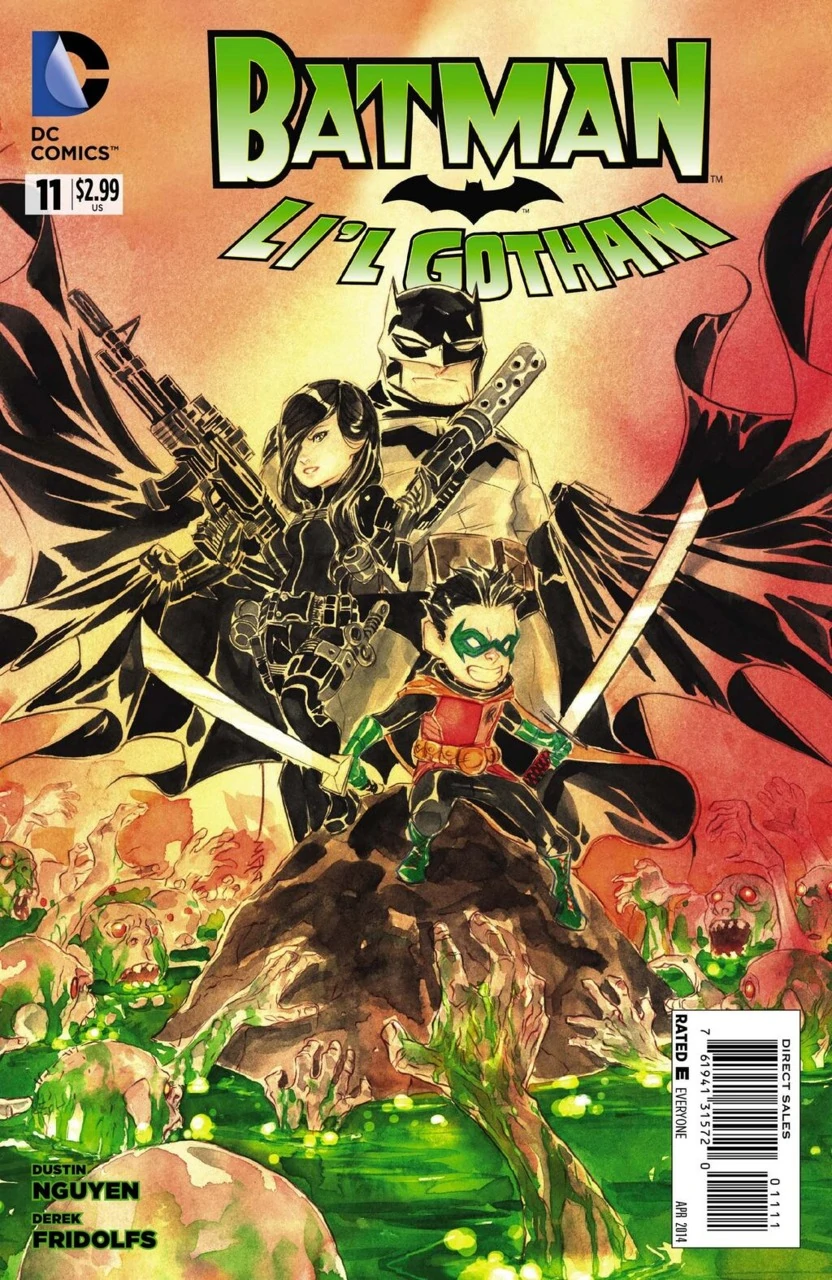 DC
COMICS™
11 $2.99
US
BATMAN™
™
LI'L GOTHAM
DUSTIN
NGUYEN
DEREK
FRIDOLFS
RATED E EVERYONE
APR 2014
7 61941 31572 0
01111
DIRECT SALES